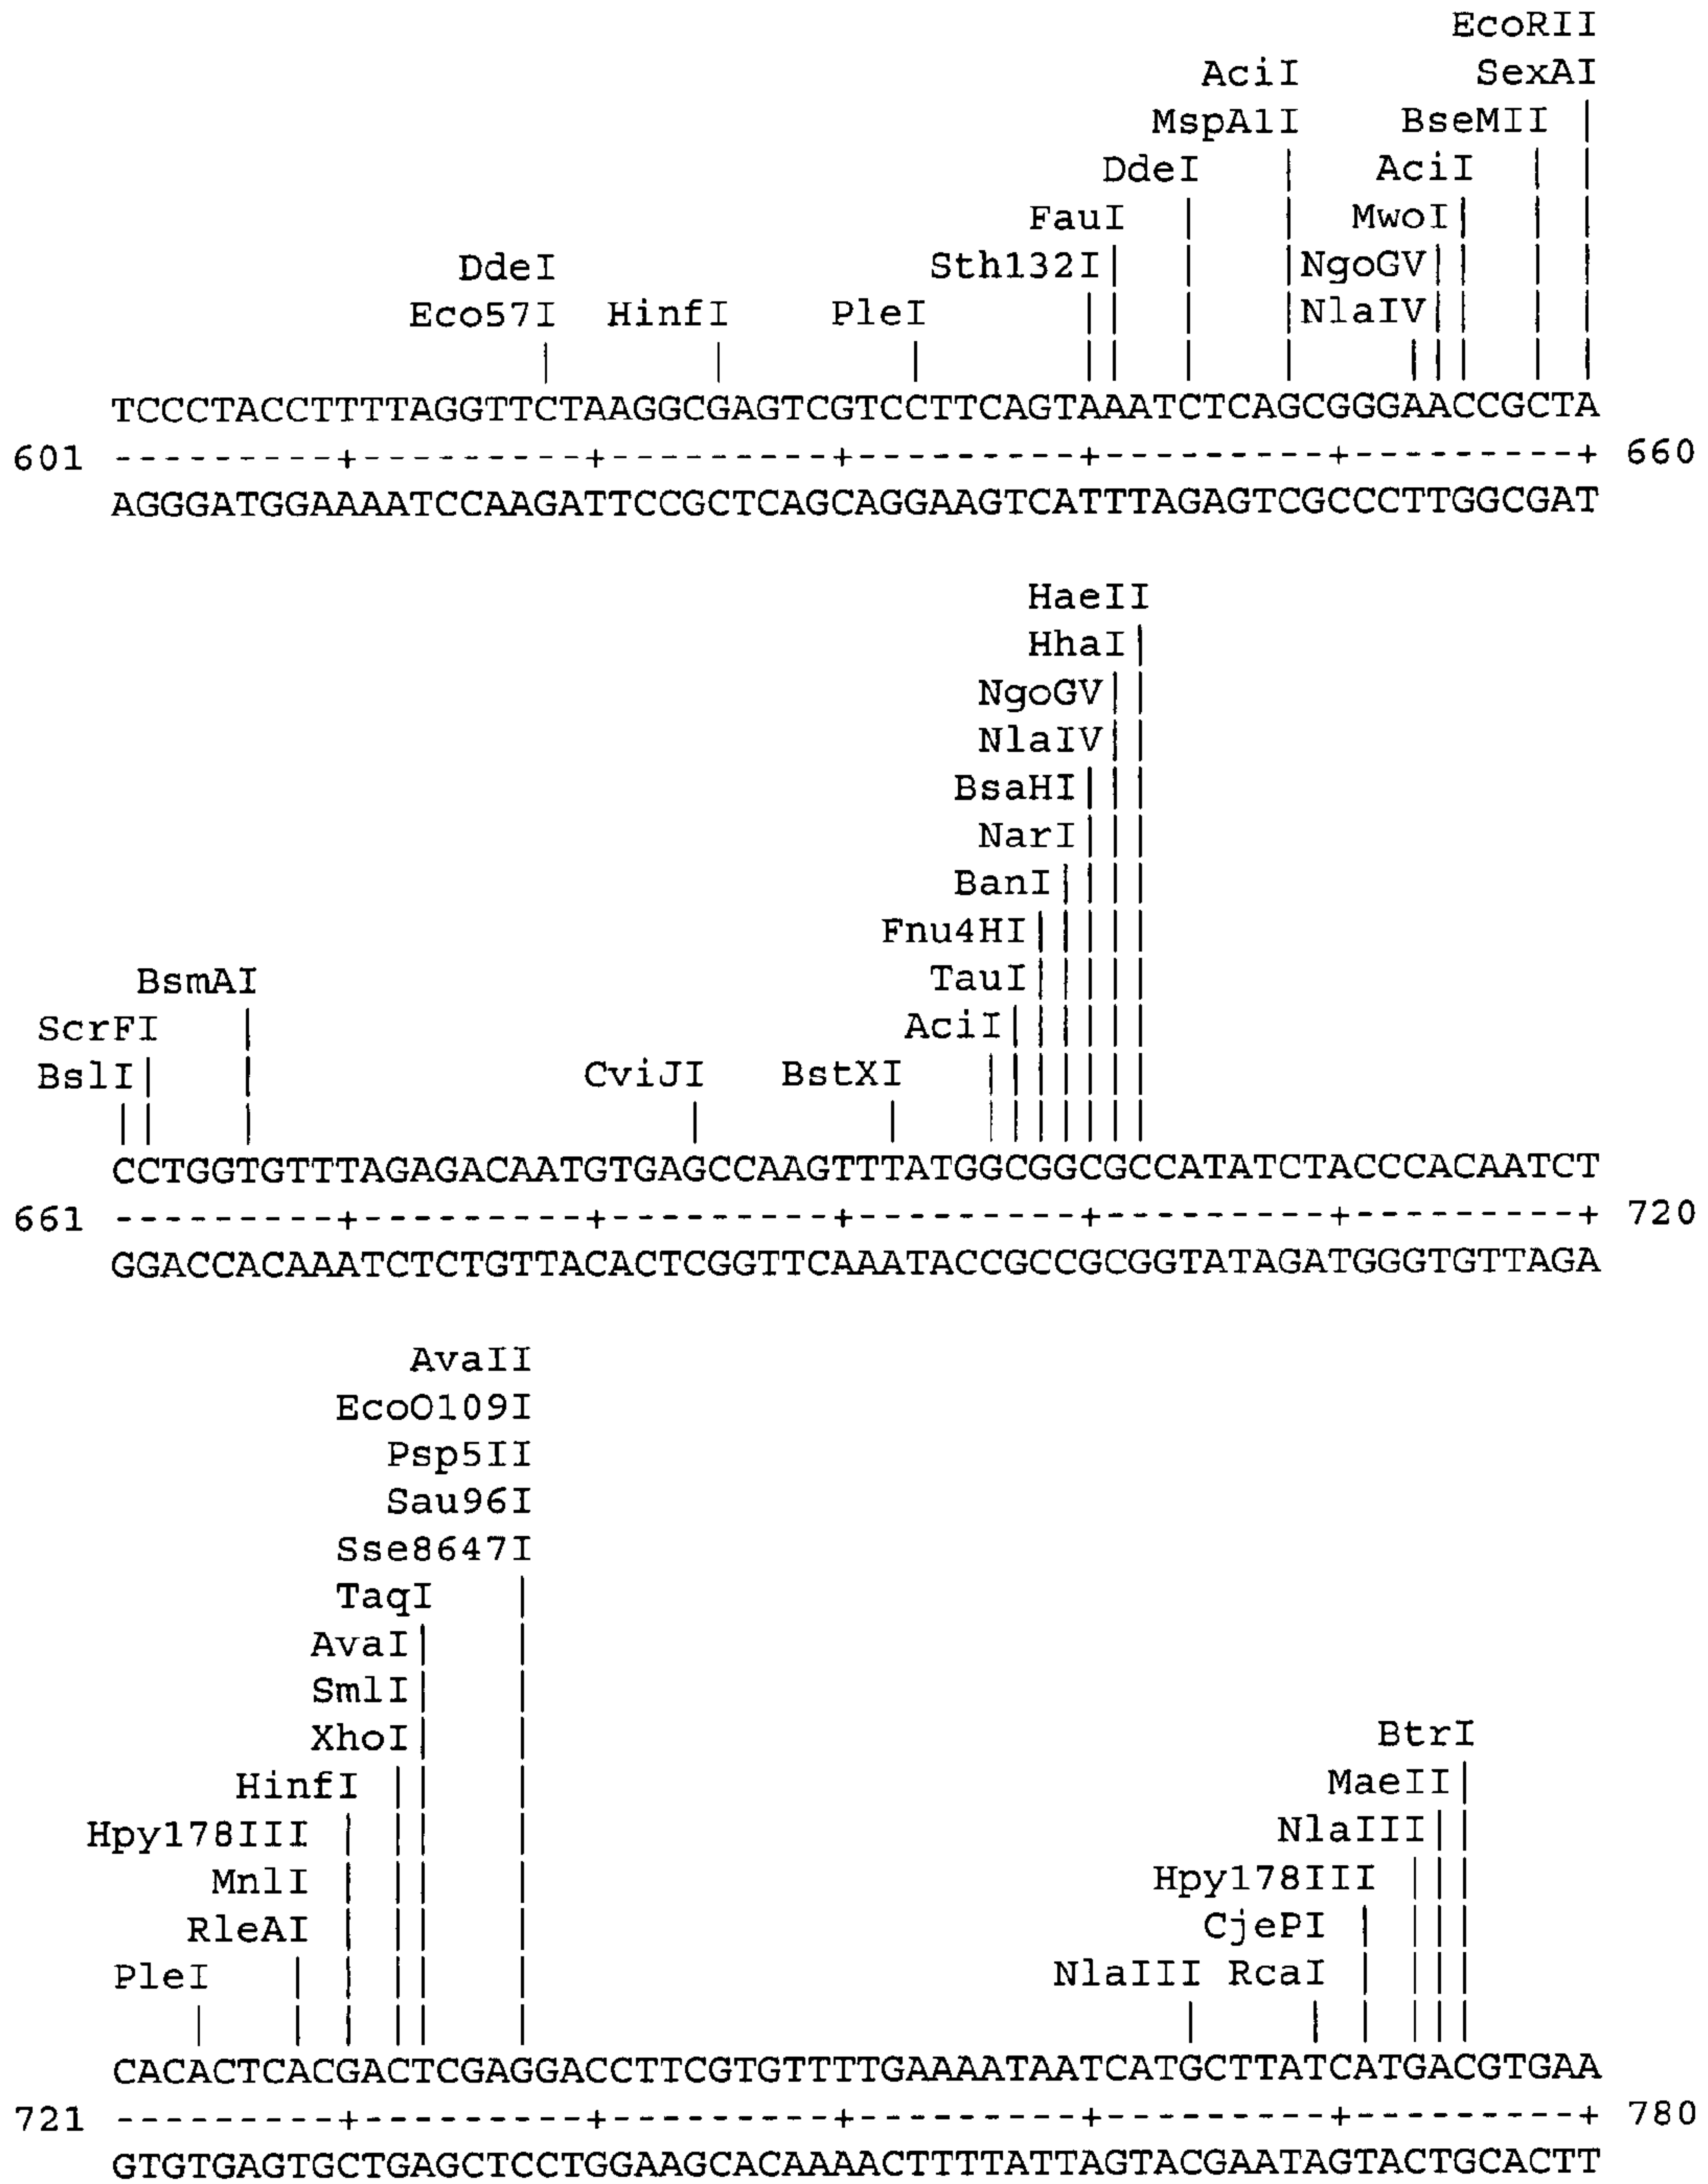 EcoRII
AciI SexAI
MspA1I BseMII
DdeI AciI
FauI MwoI
DdeI Sth132I NgoGV
Eco57I HinfI PleI NlaIV
TCCCTACCTTTTTAGGTTCTAAGGCGAGTCGTCCTTCAGTAAATCTCAGCGGGAACCGCTA
601 ---------+---------+---------+---------+---------+---------+ 660
AGGGATGGAAAAATCCAAGATTCCGCTCAGCAGGAAGTCATTTAGAGTCGCCCTTGGCGAT
HaeII
HhaI
NgoGV
NlaIV
BsaHI
NarI
BanI
Fnu4HI
BsmAI TauI
ScrFI AciI
BslI CviJI BstXI
CCTGGTGTTTAGAGACAATGTGAGCCAAGTTTATGGCGGCGCCATATCTACCCACAATCT
661 ---------+---------+---------+---------+---------+---------+ 720
GGACCACAAATCTCTGTTACACTCGGTTCAAATACCGCCGCGGTATAGATGGGTGTTAGA
AvaII
EcoO109I
Psp5II
Sau96I
Sse8647I
TaqI
AvaI
SmlI
XhoI BtrI
HinfI MaeII
Hpy178III NlaIII
MnlI Hpy178III
RleAI CjePI
PleI NlaIII RcaI
CACACTCACGACTCGAGGACCTTCGTGTTTTGAAAATAATCATGCTTATCATGACGTGAA
721 ---------+---------+---------+---------+---------+---------+ 780
GTGTGAGTGCTGAGCTCCTGGAAGCACAAAACTTTTATTAGTACGAATAGTACTGCACTT